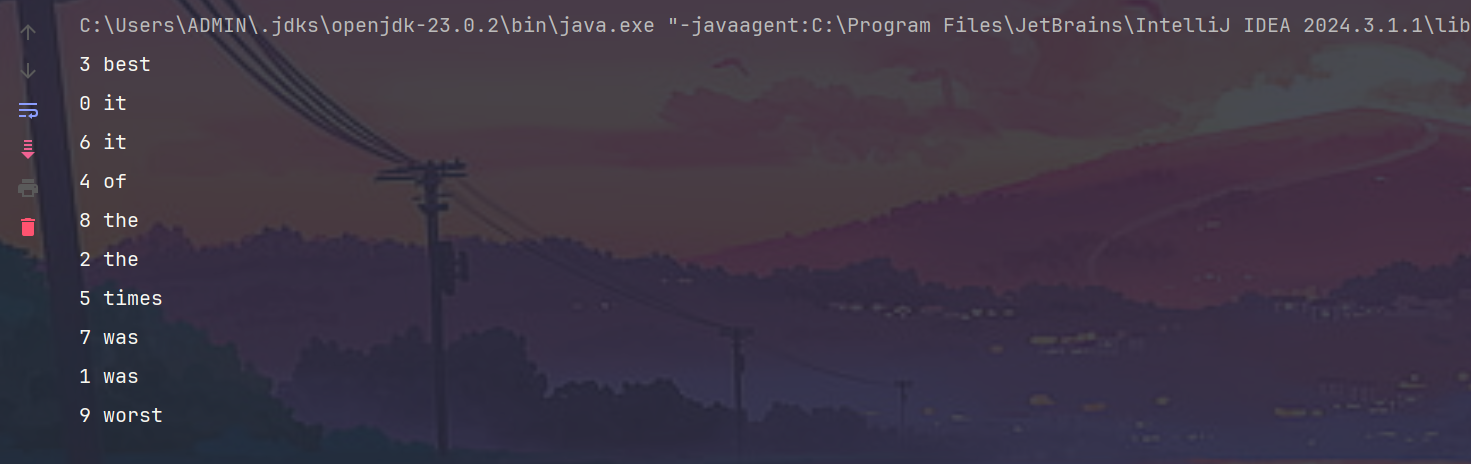 C:\Users\ADMIN\.jdks\openjdk-23.0.2\bin\java.exe "-javaagent:C:\Program Files\JetBrains\IntelliJ IDEA 2024.3.1.1\lib
3 best
0 it
6 it
4 of
8 the
2 the
5 times
7 was
1 was
9 worst